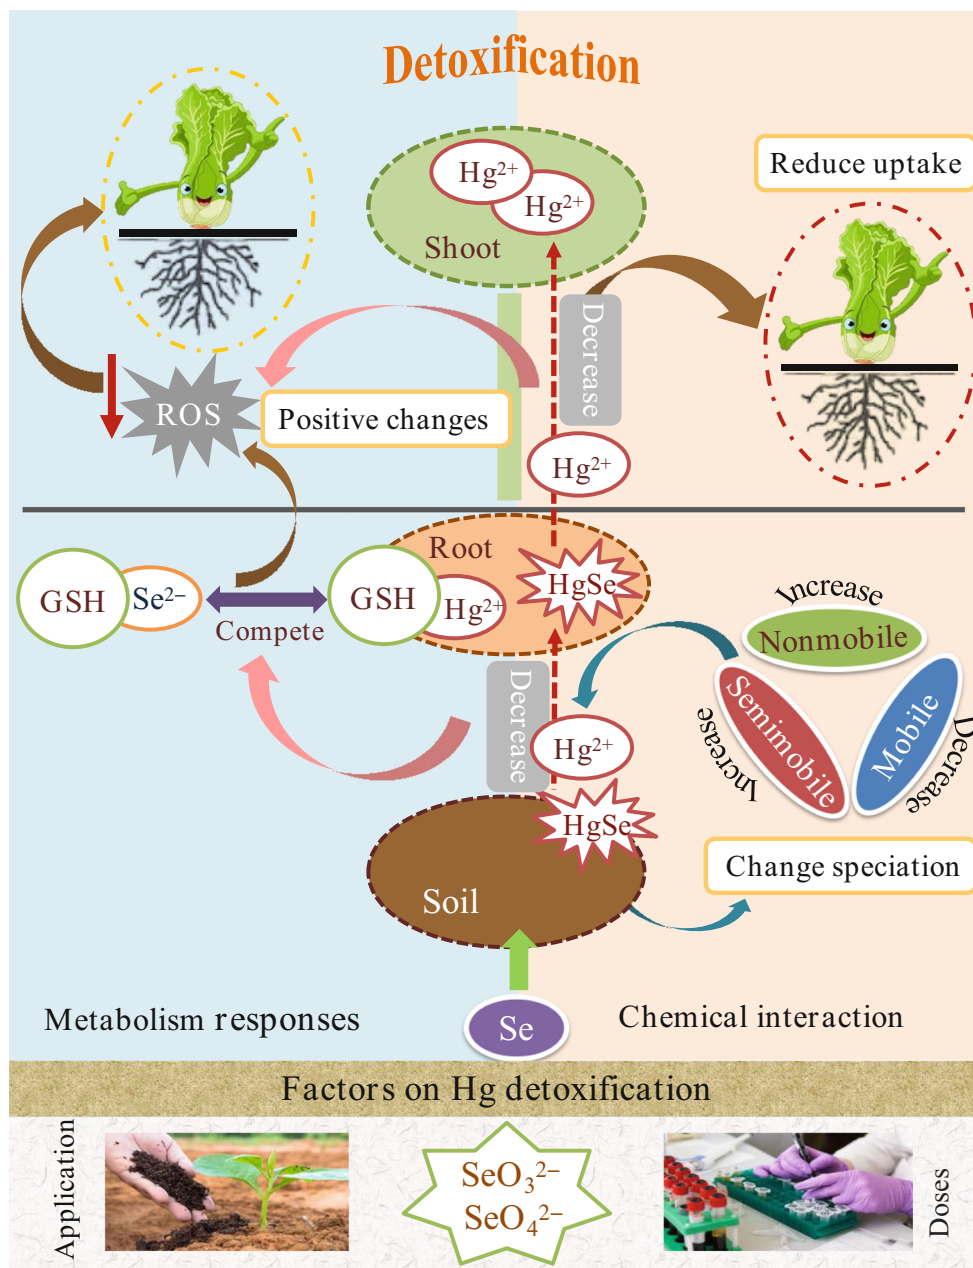 Detoxification
Hg²⁺
Hg²⁺
Shoot
Reduce uptake
Decrease
ROS
Positive changes
Hg²⁺
Root
GSH
Se²⁻
Compete
GSH
Hg²⁺
HgSe
Increase
Nonmobile
Semimobile
Increase
Mobile
Decrease
Decrease
Hg²⁺
HgSe
Soil
Change speciation
Metabolism responses
Se
Chemical interaction
Factors on Hg detoxification
Application
SeO₃²⁻
SeO₄²⁻
Doses